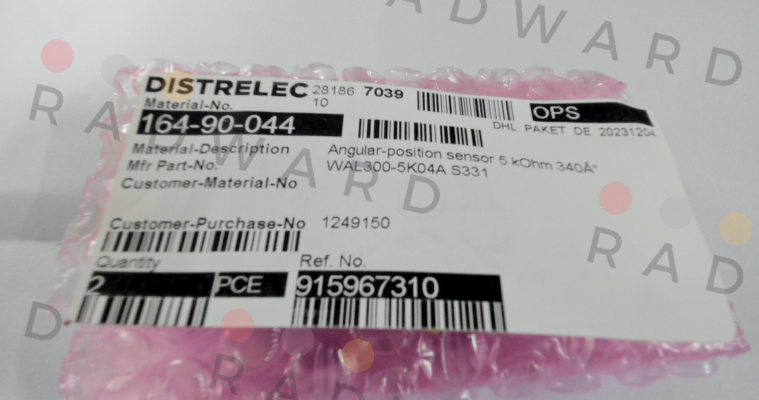 DISTRELEC 28186 7039
10
OPS
Material-No.
164-90-044
DHL PAKET DE 20231204
Material-Description Angular-position sensor 5 kOhm 340Â°
Mfr Part-No. WAL300-5K04A S331
Customer-Material-No
Customer-Purchase-No 1249150
Quantity Ref. No.
2 PCE 915967310
RADWARD
RADWARD
RAD
D
RADWARD